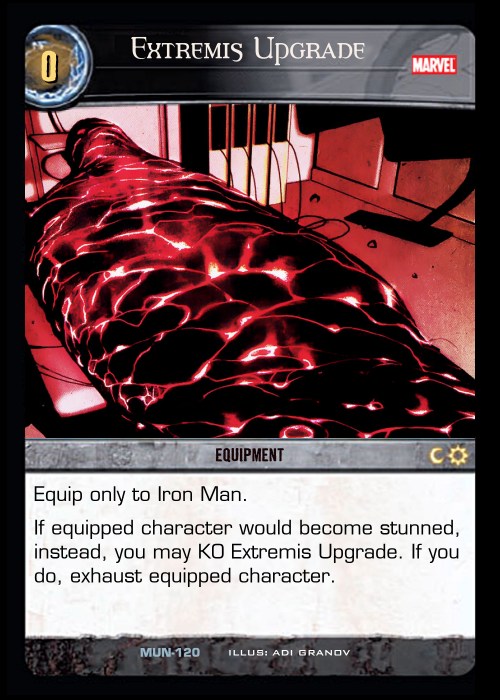 0
Extremis Upgrade
MARVEL
EQUIPMENT
Equip only to Iron Man.
If equipped character would become stunned,
instead, you may KO Extremis Upgrade. If you
do, exhaust equipped character.
MUN-120 ILLUS: ADI GRANOV